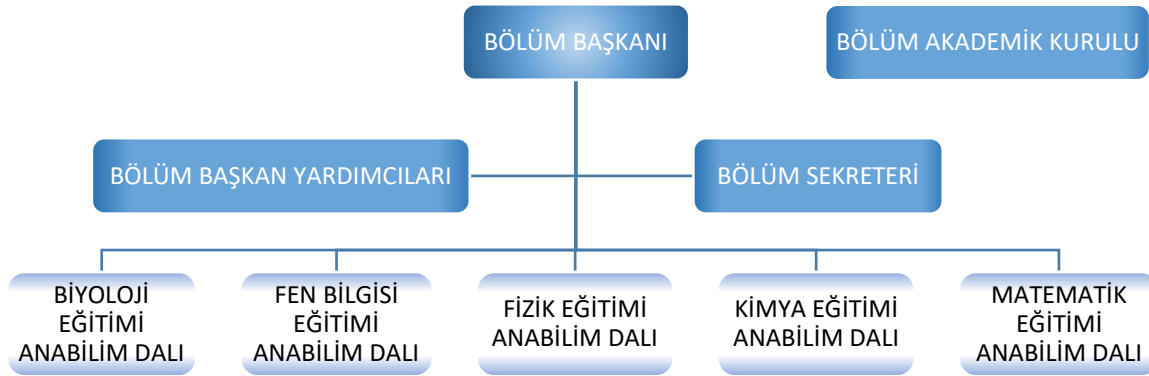 BÖLÜM BAŞKANI
BÖLÜM AKADEMİK KURULU
BÖLÜM BAŞKAN YARDIMCILARI
BÖLÜM SEKRETERİ
BİYOLOJİ
EĞİTİMİ
ANABİLİM DALI
FEN BİLGİSİ
EĞİTİMİ
ANABİLİM DALI
FİZİK EĞİTİMİ
ANABİLİM DALI
KİMYA EĞİTİMİ
ANABİLİM DALI
MATEMATİK
EĞİTİMİ
ANABİLİM DALI